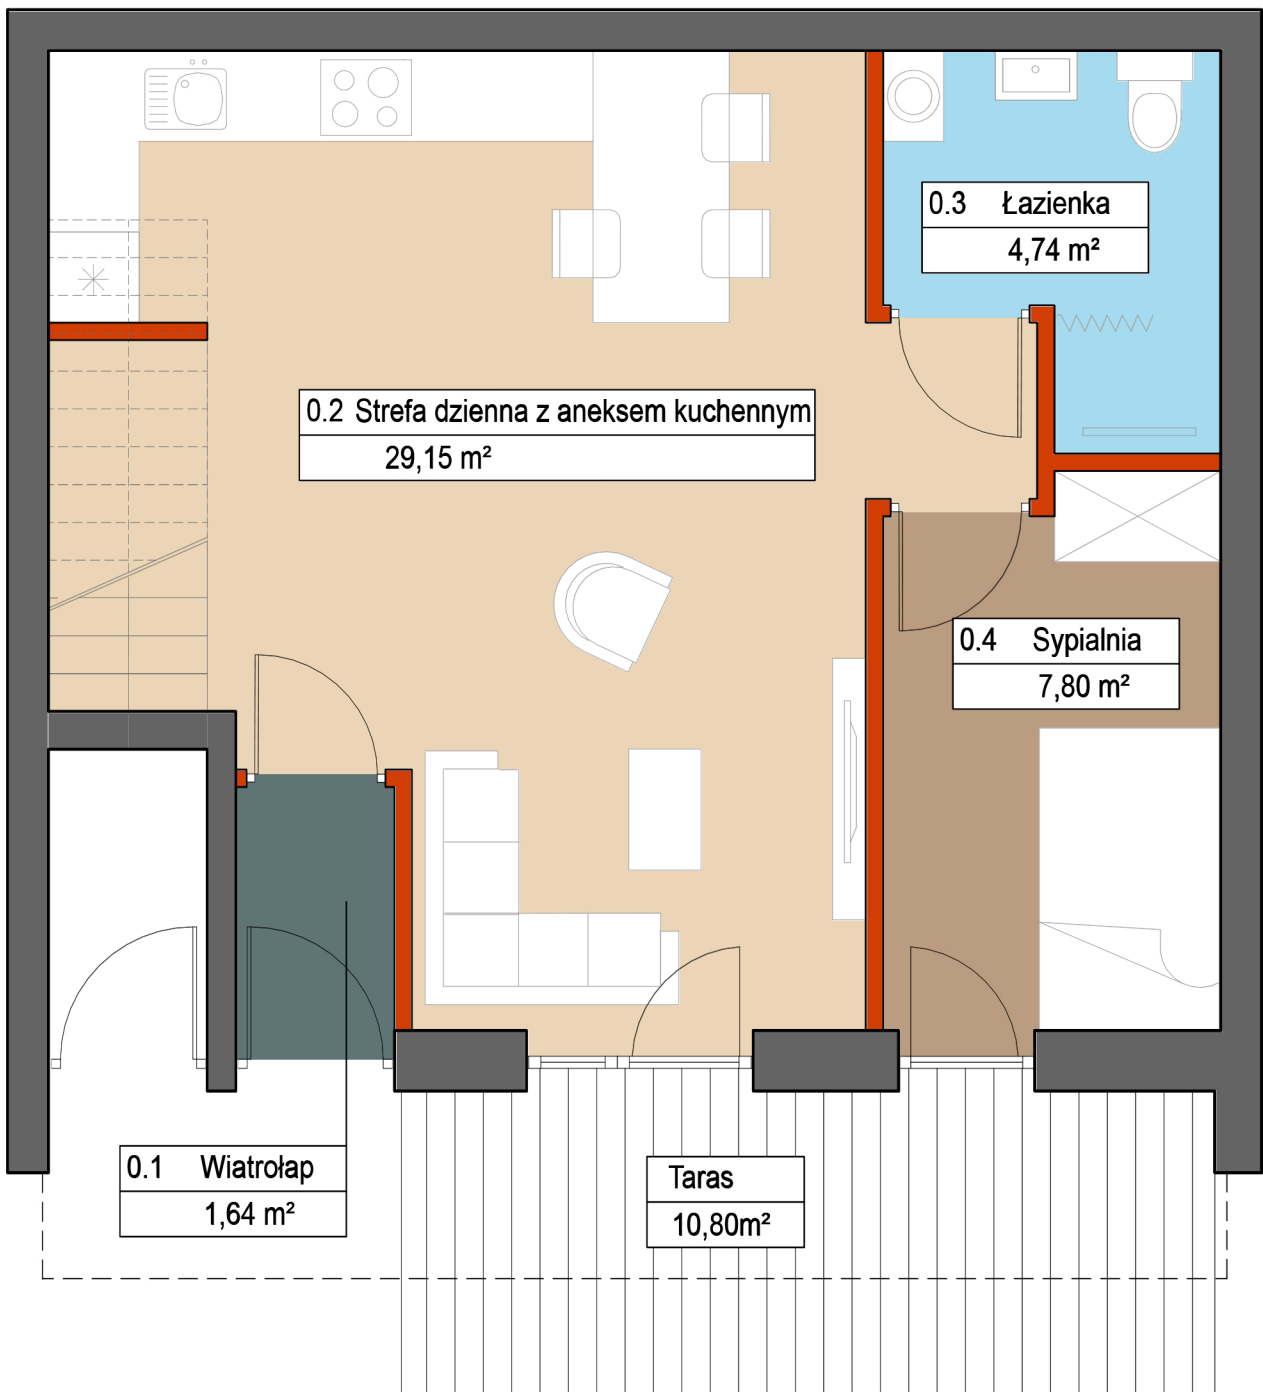 0.3 Łazienka
4,74 m²
0.2 Strefa dzienna z aneksem kuchennym
29,15 m²
0.4 Sypialnia
7,80 m²
0.1 Wiatrołap
1,64 m²
Taras
10,80m²